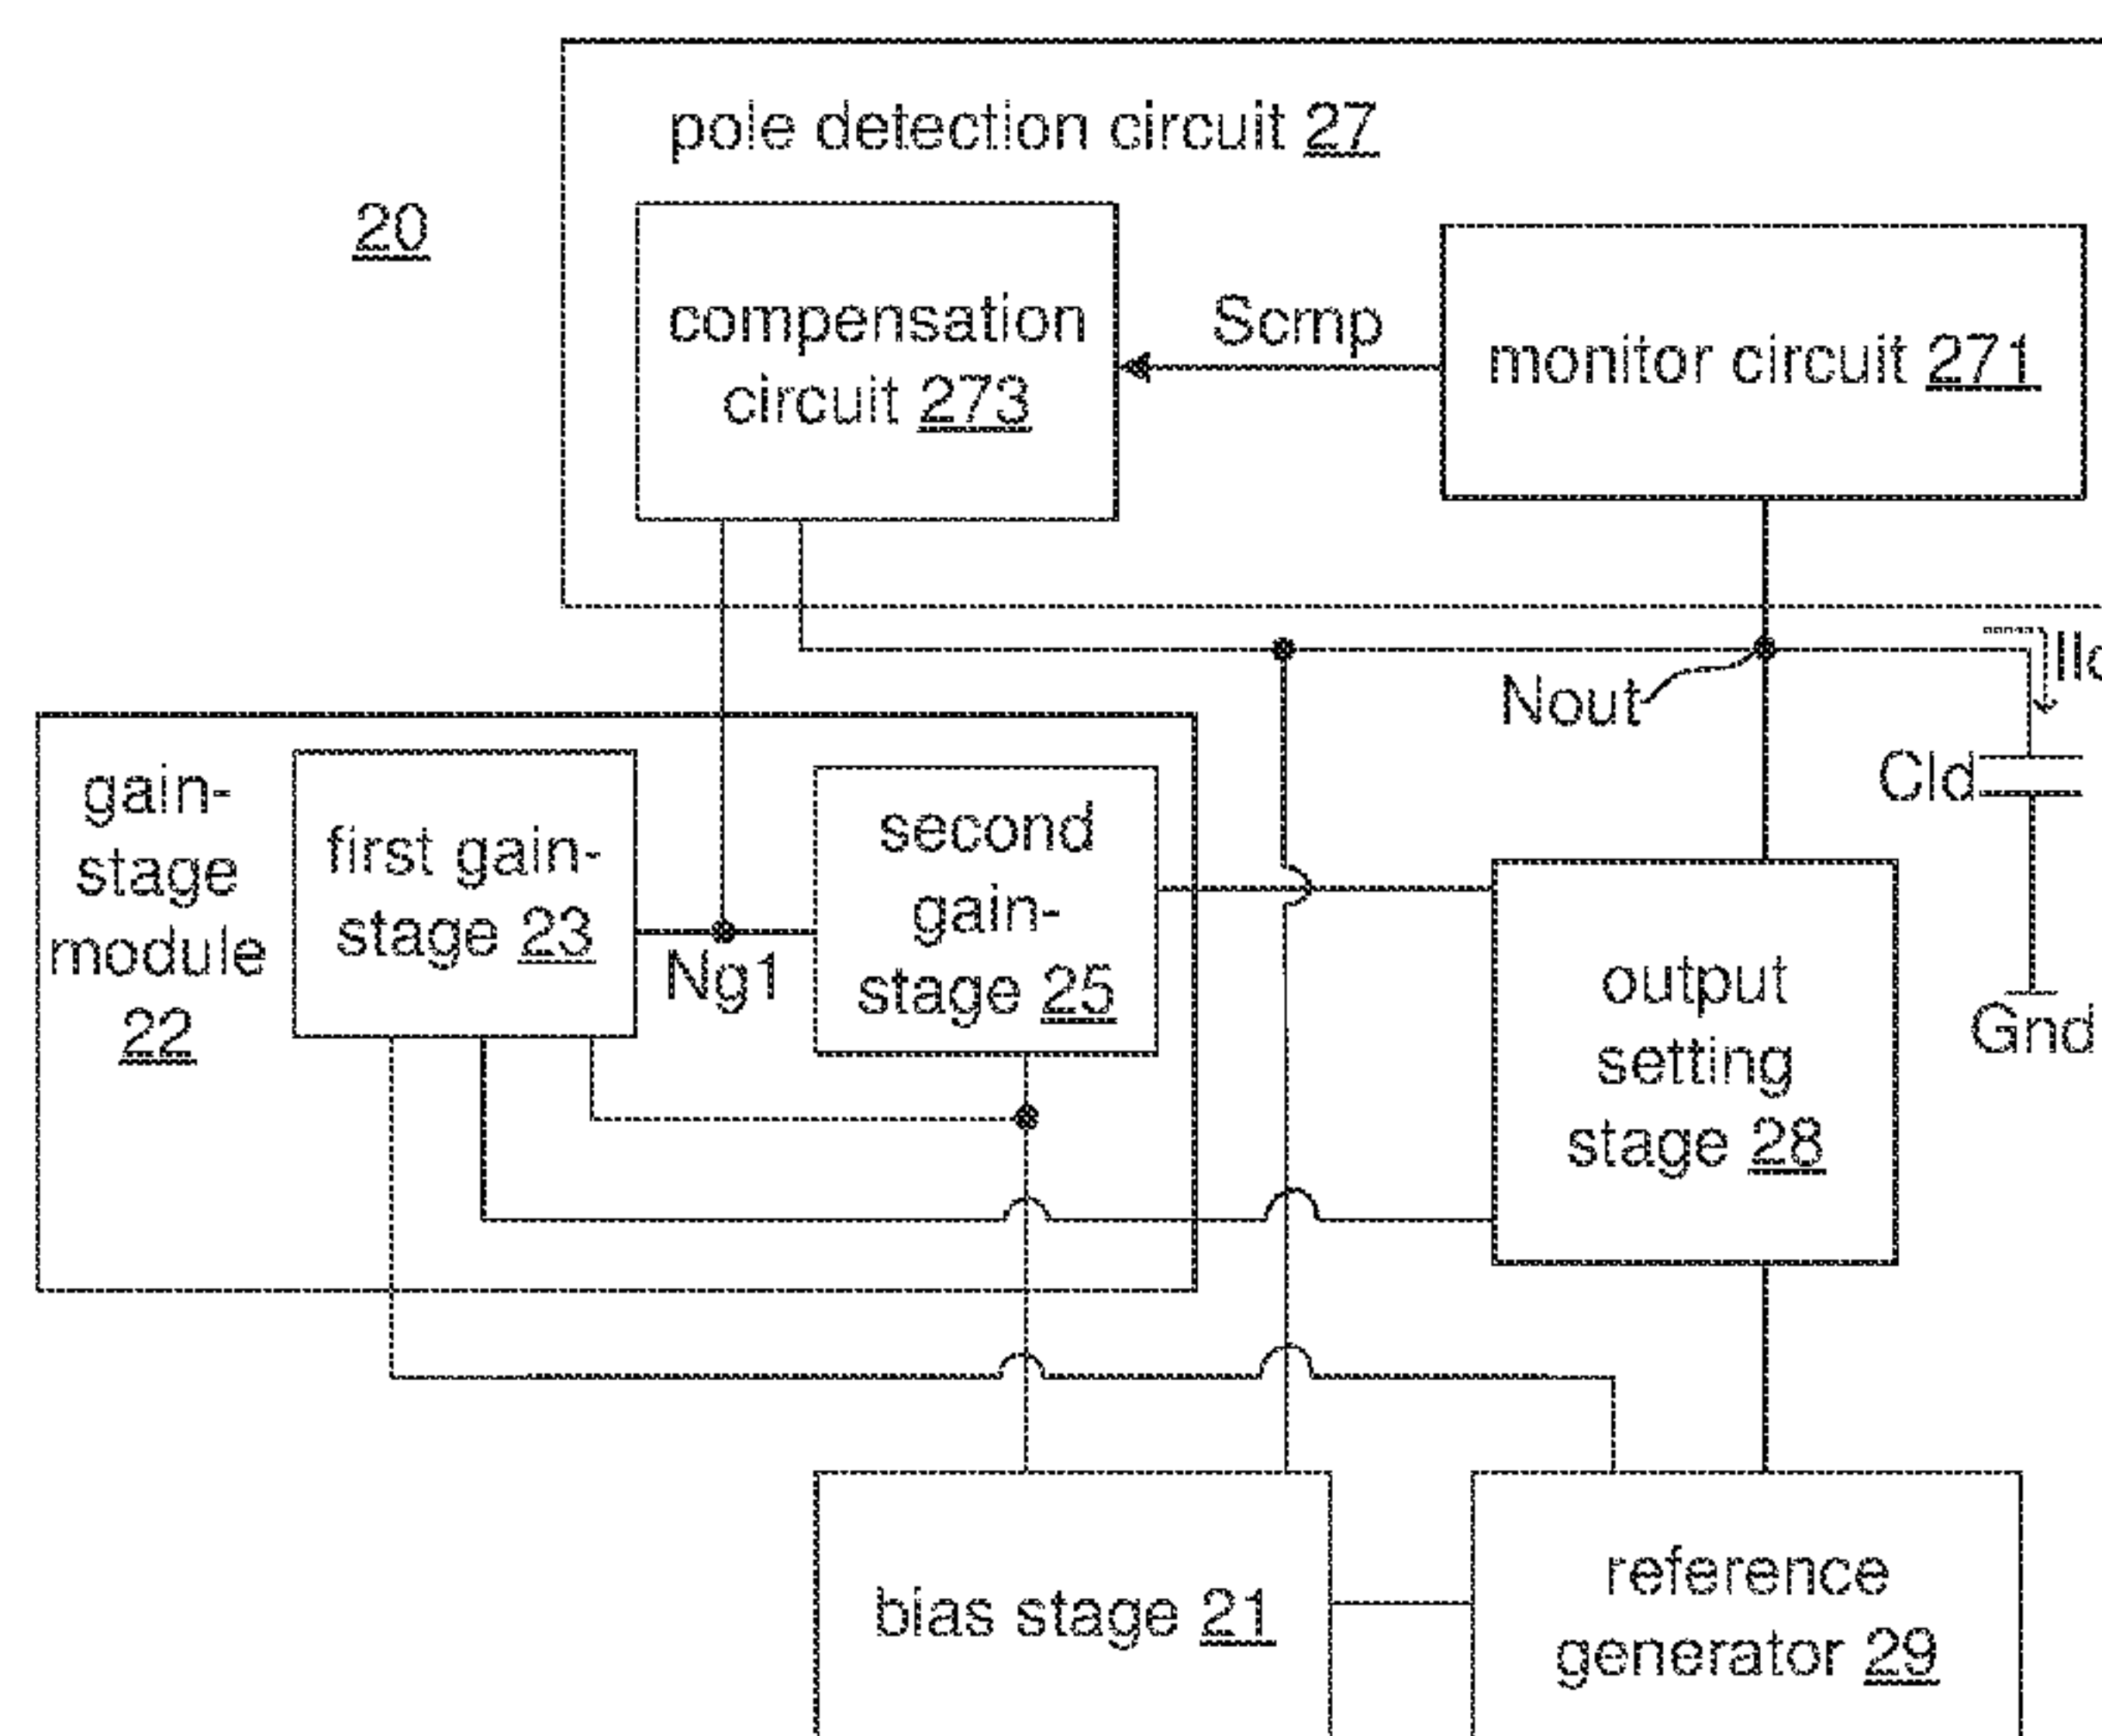 pole detection circuit 27
20
compensation
circuit 273
Scmp
monitor circuit 271
Nout
Cld
Gnd
gain-
stage
module
22
first gain-
stage 23
Ng1
second
gain-
stage 25
output
setting
stage 28
bias stage 21
reference
generator 29